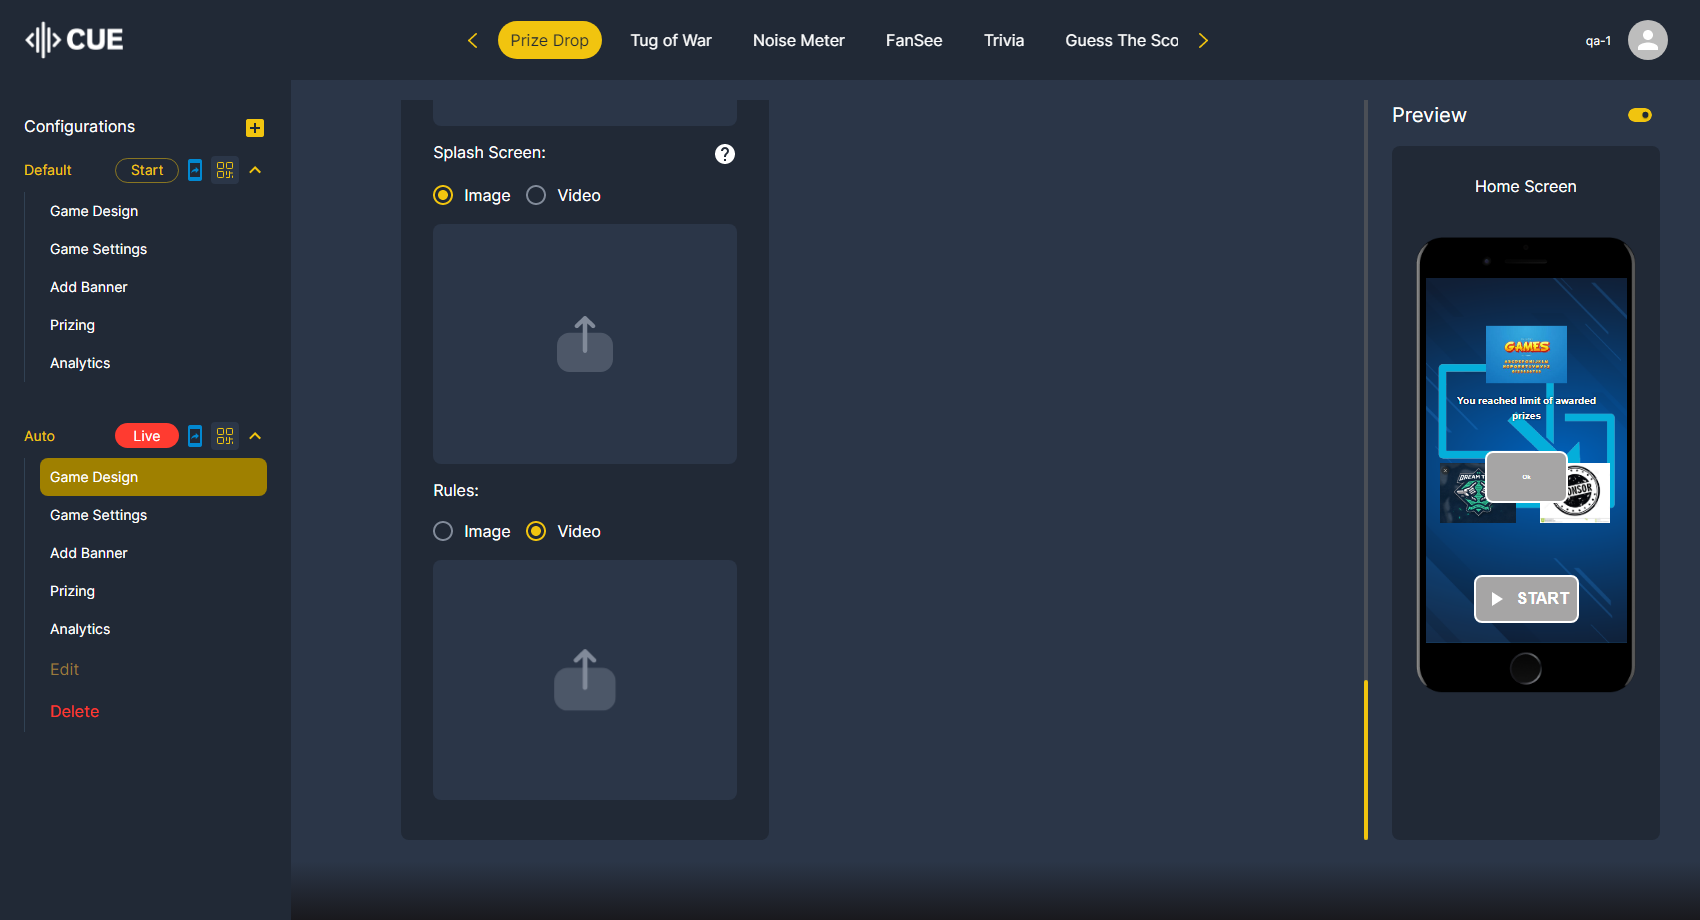 CUE
Prize Drop
Tug of War
Noise Meter
FanSee
Trivia
Guess The Sco
qa-1
Configurations
Default
Start
Game Design
Game Settings
Add Banner
Prizing
Analytics
Auto
Live
Game Design
Game Settings
Add Banner
Prizing
Analytics
Edit
Delete
Splash Screen:
Image
Video
Rules:
Image
Video
Preview
Home Screen
GAMES
You reached limit of awarded
prizes
Ok
START